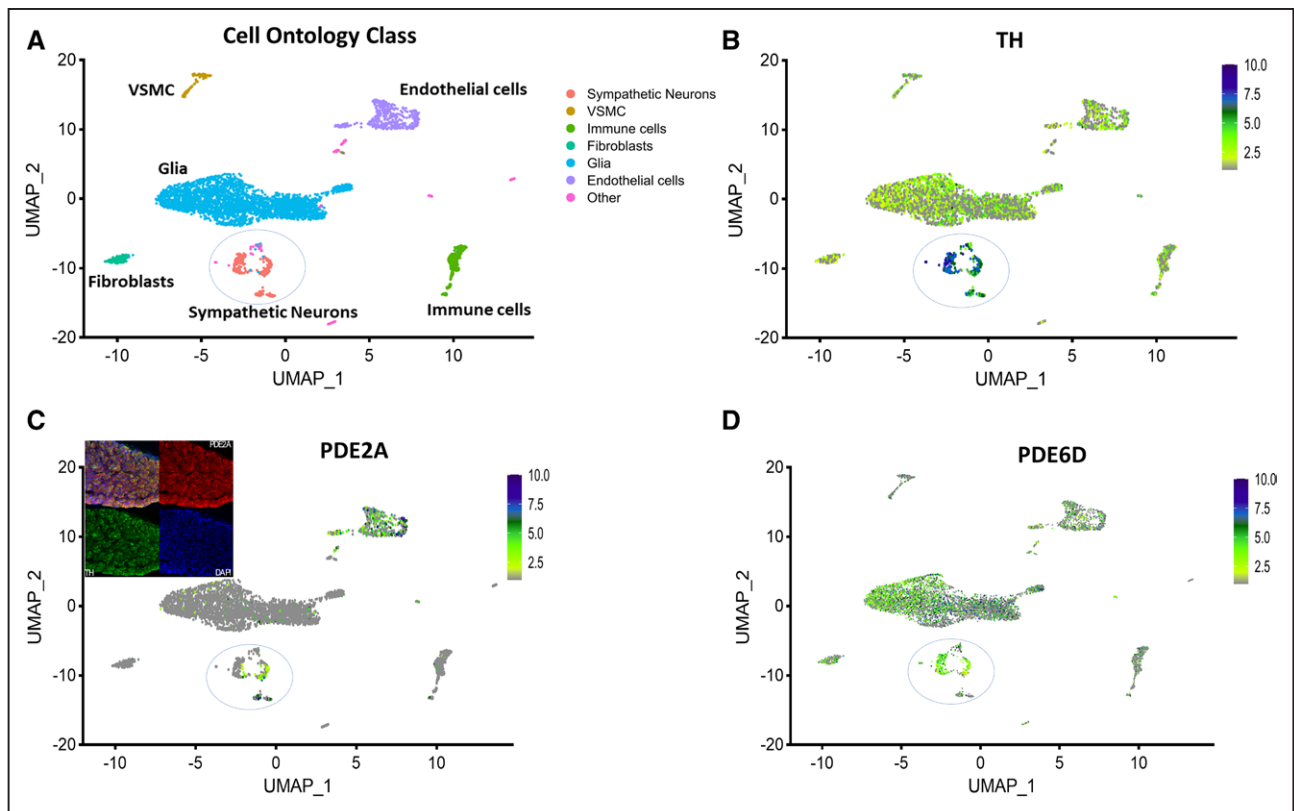 A
Cell Ontology Class
20
10
0
-10
-20
UMAP_2
-10 -5 0 5 10
UMAP_1
VSMC
Endothelial cells
Glia
Fibroblasts
Sympathetic Neurons
Immune cells
Sympathetic Neurons
VSMC
Immune cells
Fibroblasts
Glia
Endothelial cells
Other
B
TH
20
10
0
-10
-20
UMAP_2
-10 -5 0 5 10
UMAP_1
10.0
7.5
5.0
2.5
C
PDE2A
PDE2A
TH
DAPI
20
10
0
-10
-20
UMAP_2
-10 -5 0 5 10
UMAP_1
10.0
7.5
5.0
2.5
D
PDE6D
20
10
0
-10
-20
UMAP_2
-10 -5 0 5 10
UMAP_1
10.0
7.5
5.0
2.5